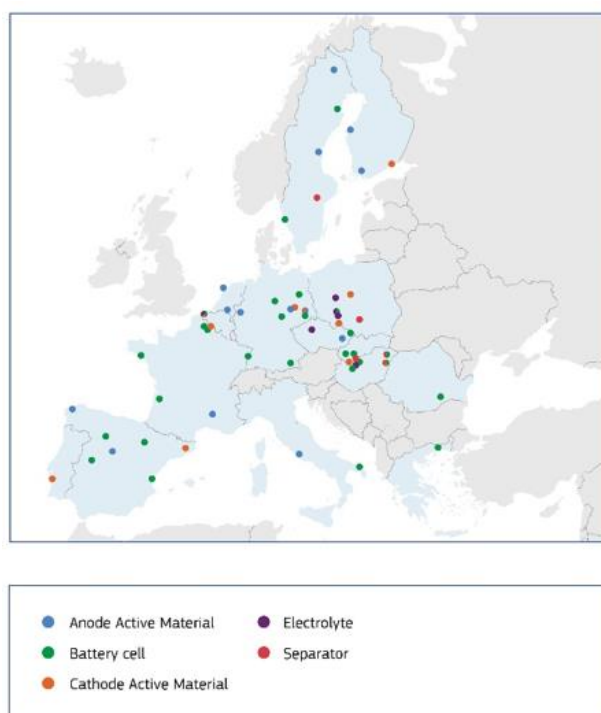 Anode Active Material
Electrolyte
Battery cell
Separator
Cathode Active Material